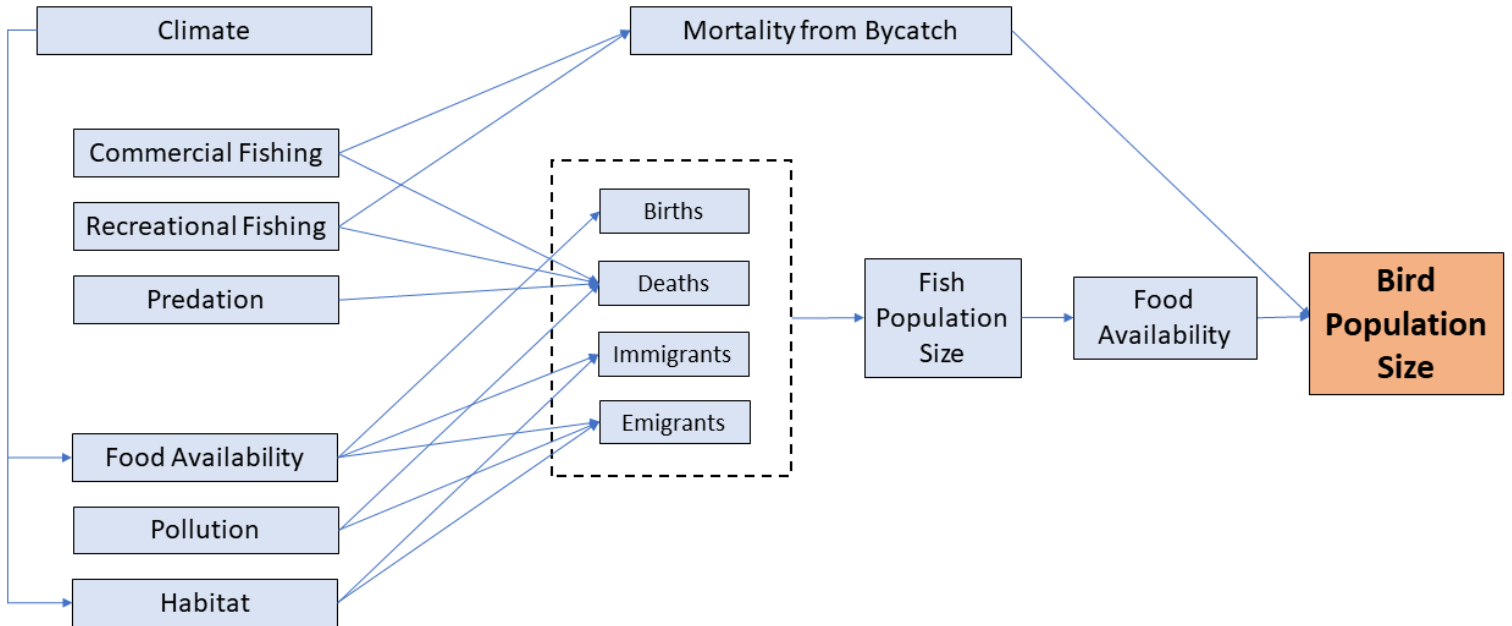 Climate
Mortality from Bycatch
Commercial Fishing
Recreational Fishing
Predation
Food Availability
Pollution
Habitat
Births
Deaths
Immigrants
Emigrants
Fish
Population
Size
Food
Availability
Bird
Population
Size